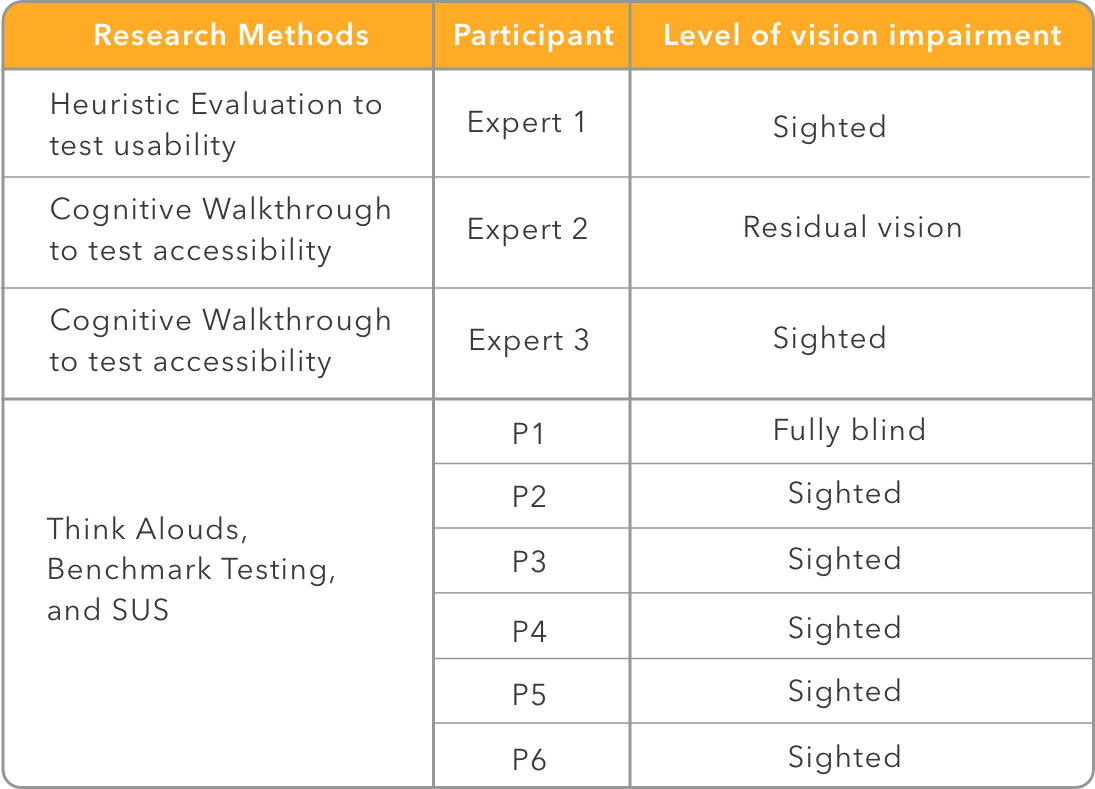 Research Methods Participant Level of vision impairment
Heuristic Evaluation to
test usability
Expert 1
Sighted
Cognitive Walkthrough
to test accessibility
Expert 2
Residual vision
Cognitive Walkthrough
to test accessibility
Expert 3
Sighted
Think Alouds,
Benchmark Testing,
and SUS
P1 Fully blind
P2 Sighted
P3 Sighted
P4 Sighted
P5 Sighted
P6 Sighted